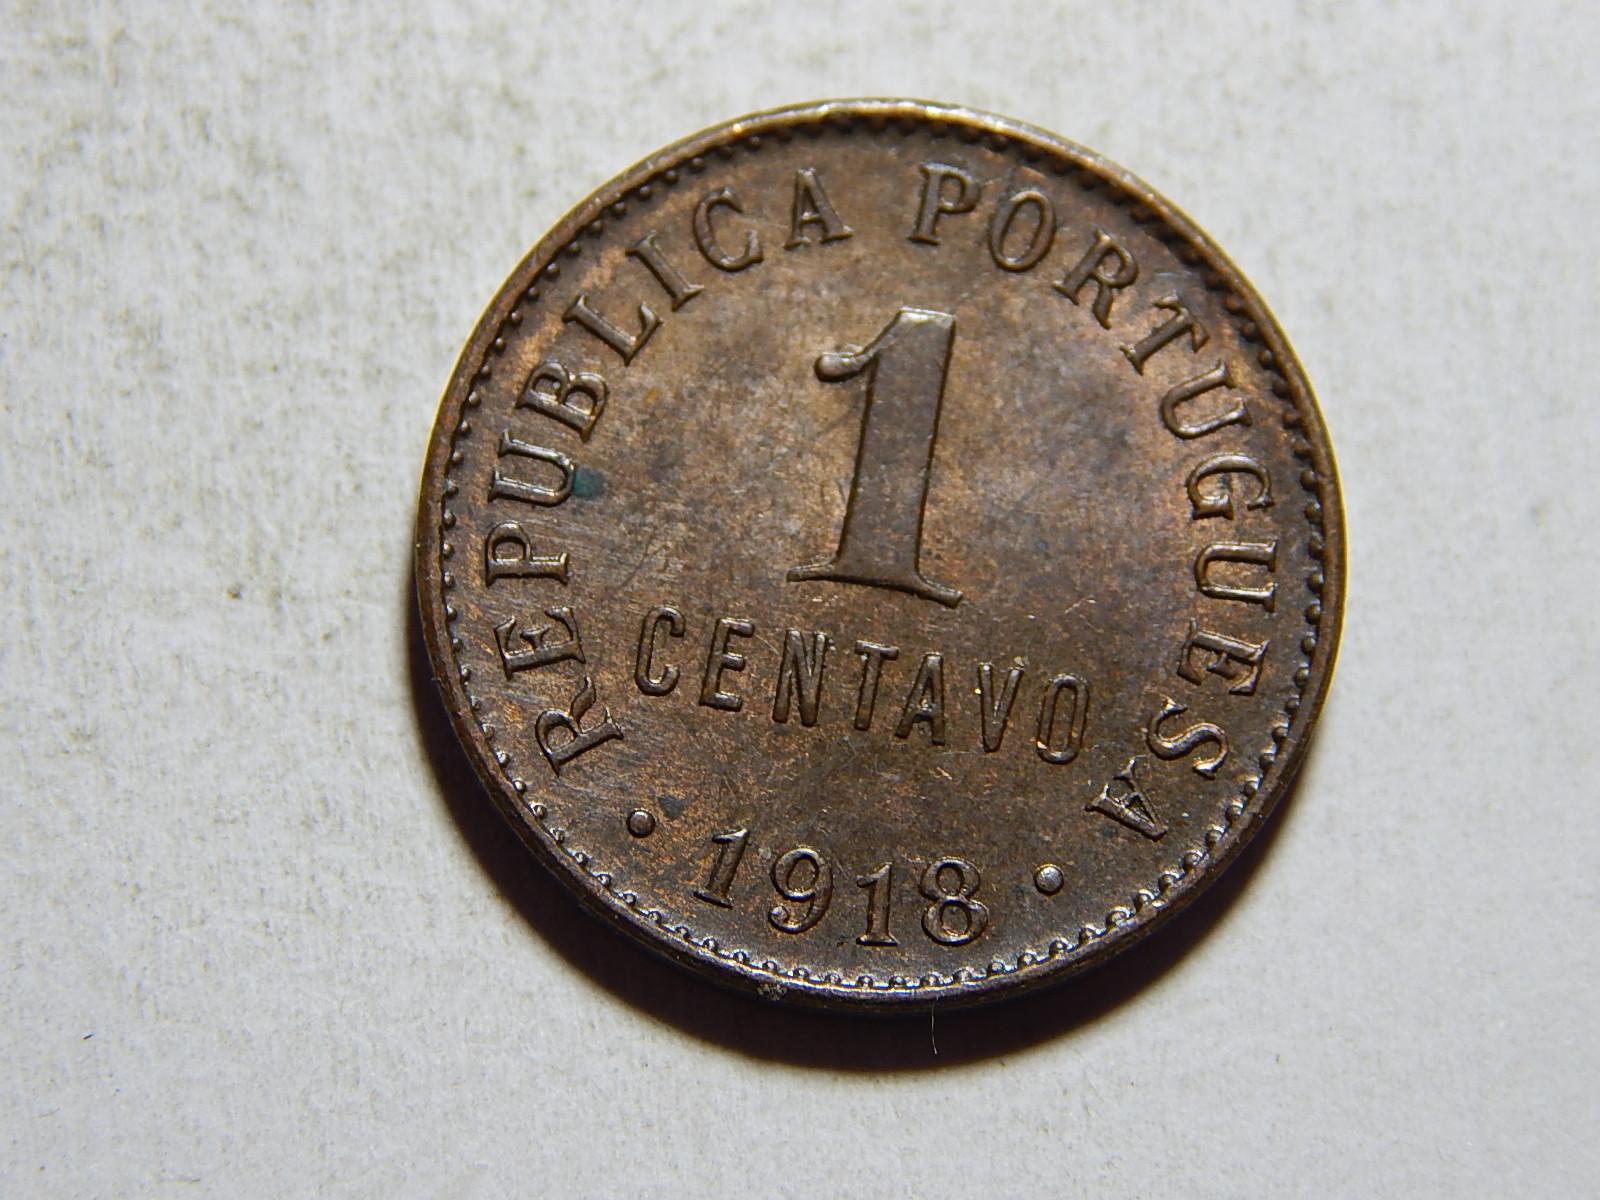 REPUBLICA PORTUGUESA
1
CENTAVO
• 1918 •